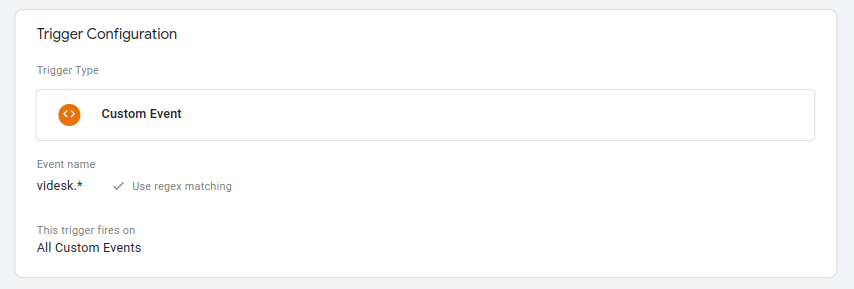 Trigger Configuration
Trigger Type
Custom Event
Event name
videsk.* Use regex matching
This trigger fires on
All Custom Events